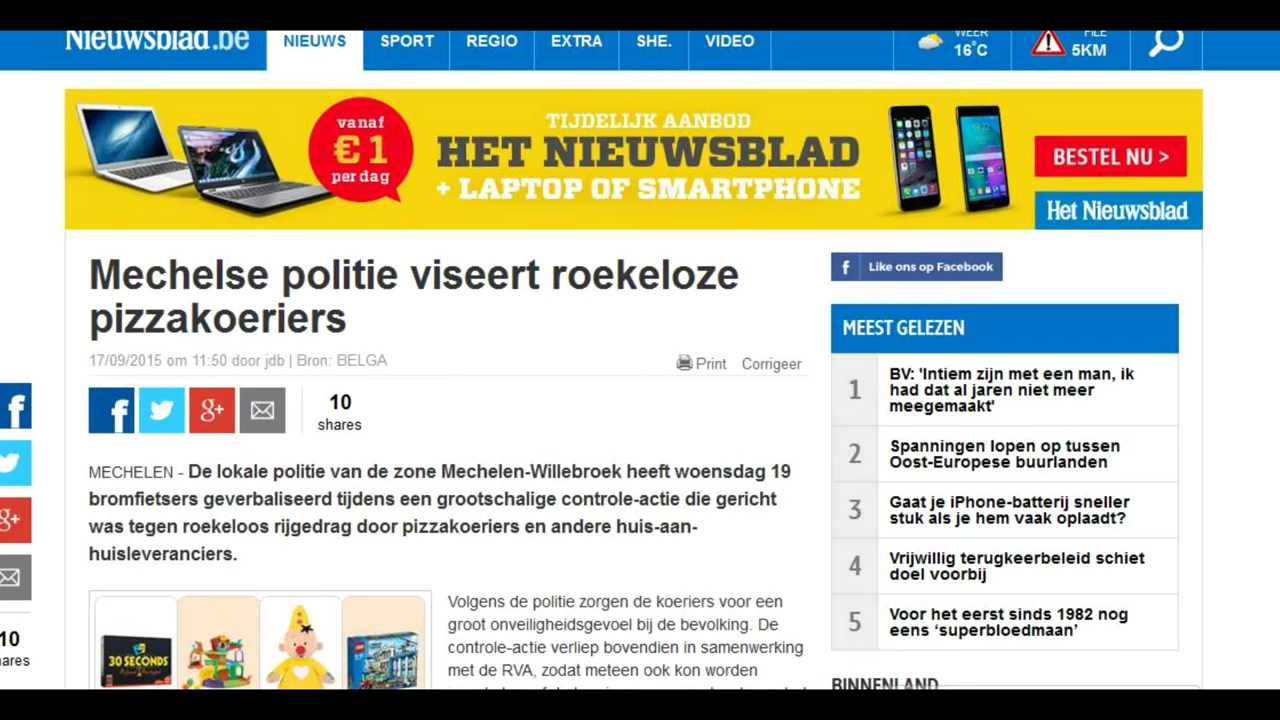 Nieuwsblad.be
NIEUWS
SPORT
REGIO
EXTRA
SHE.
VIDEO
WEER
16°C
FILE
5KM
vanaf
€1
per dag
TIJDELIJK AANBOD
HET NIEUWSBLAD
+ LAPTOP OF SMARTPHONE
BESTEL NU >
Het Nieuwsblad
Mechelse politie viseert roekeloze
pizzakoeriers
17/09/2015 om 11:50 door jdb | Bron: BELGA
Print
Corrigeer
10
shares
MECHELEN - De lokale politie van de zone Mechelen-Willebroek heeft woensdag 19
bromfietsers geverbaliseerd tijdens een grootschalige controle-actie die gericht
was tegen roekeloos rijgedrag door pizzakoeriers en andere huis-aan-
huisleveranciers.
30 SECONDS
Volgens de politie zorgen de koeriers voor een
groot onveiligheidsgevoel bij de bevolking. De
controle-actie verliep bovendien in samenwerking
met de RVA, zodat meteen ook kon worden
10
ares
Like ons op Facebook
MEEST GELEZEN
1
BV: 'Intiem zijn met een man, ik
had dat al jaren niet meer
meegemaakt'
2
Spanningen lopen op tussen
Oost-Europese buurlanden
3
Gaat je iPhone-batterij sneller
stuk als je hem vaak oplaadt?
4
Vrijwillig terugkeerbeleid schiet
doel voorbij
5
Voor het eerst sinds 1982 nog
eens ‘superbloedmaan’
BINNENLAND